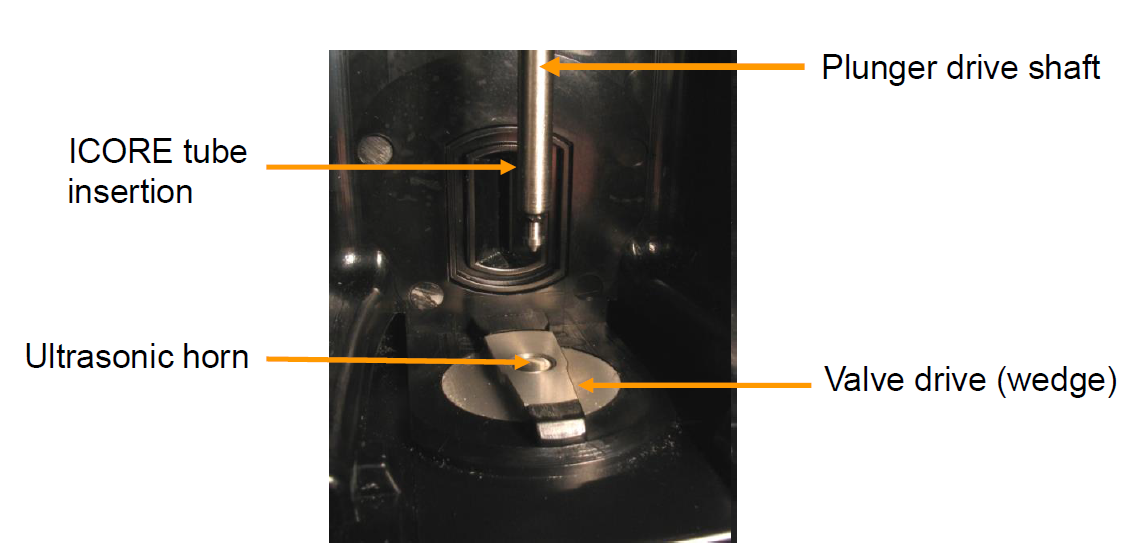 Plunger drive shaft
ICORE tube
insertion
Ultrasonic horn
Valve drive (wedge)